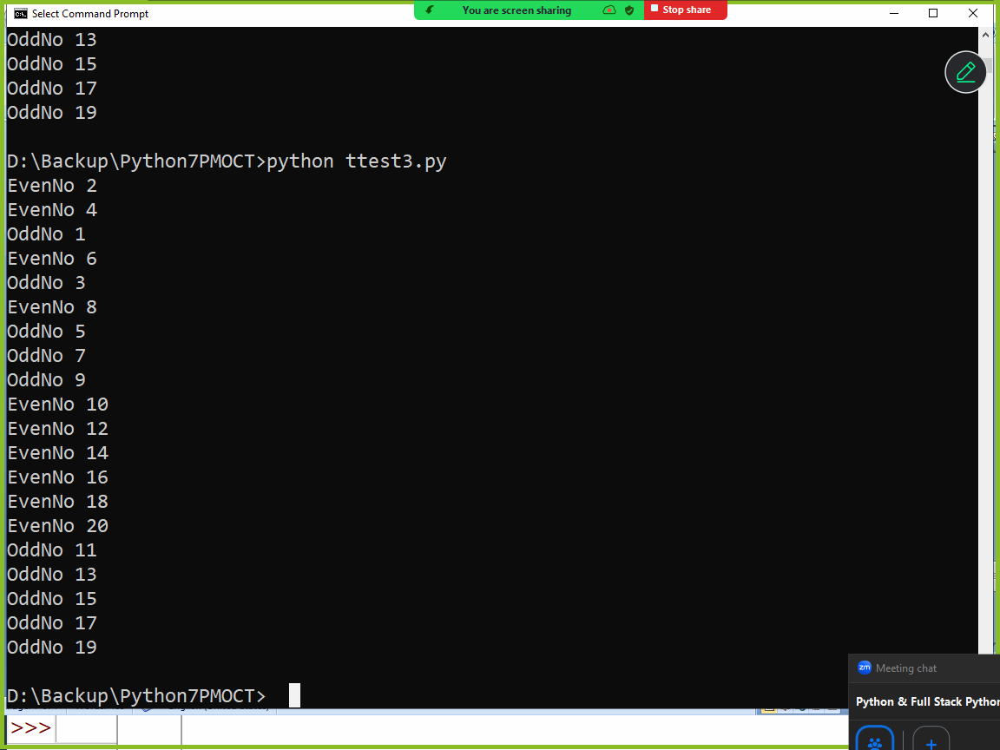 Select Command Prompt
You are screen sharing
Stop share
OddNo 13
OddNo 15
OddNo 17
OddNo 19
D:\Backup\Python7PMOCT>python ttest3.py
EvenNo 2
EvenNo 4
OddNo 1
EvenNo 6
OddNo 3
EvenNo 8
OddNo 5
OddNo 7
OddNo 9
EvenNo 10
EvenNo 12
EvenNo 14
EvenNo 16
EvenNo 18
EvenNo 20
OddNo 11
OddNo 13
OddNo 15
OddNo 17
OddNo 19
D:\Backup\Python7PMOCT>
>>>
zm Meeting chat
Python & Full Stack Python